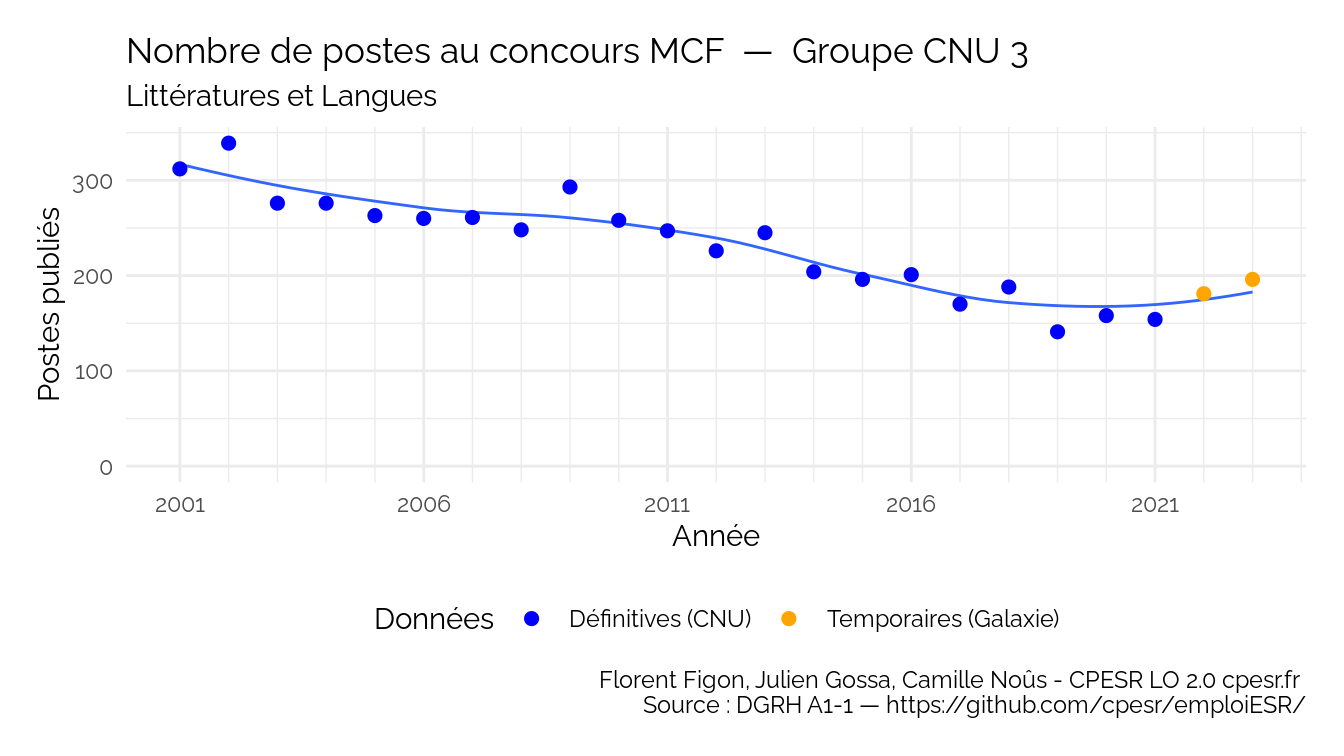 Nombre de postes au concours MCF — Groupe CNU 3
Littératures et Langues
Postes publiés
300
200
100
0
2001 2006 2011 2016 2021
Année
Données Définitives (CNU) Temporaires (Galaxie)
Florent Figon, Julien Gossa, Camille Noûs - CPESR LO 2.0 cpesr.fr
Source : DGRH A1-1 — https://github.com/cpesr/emploiESR/